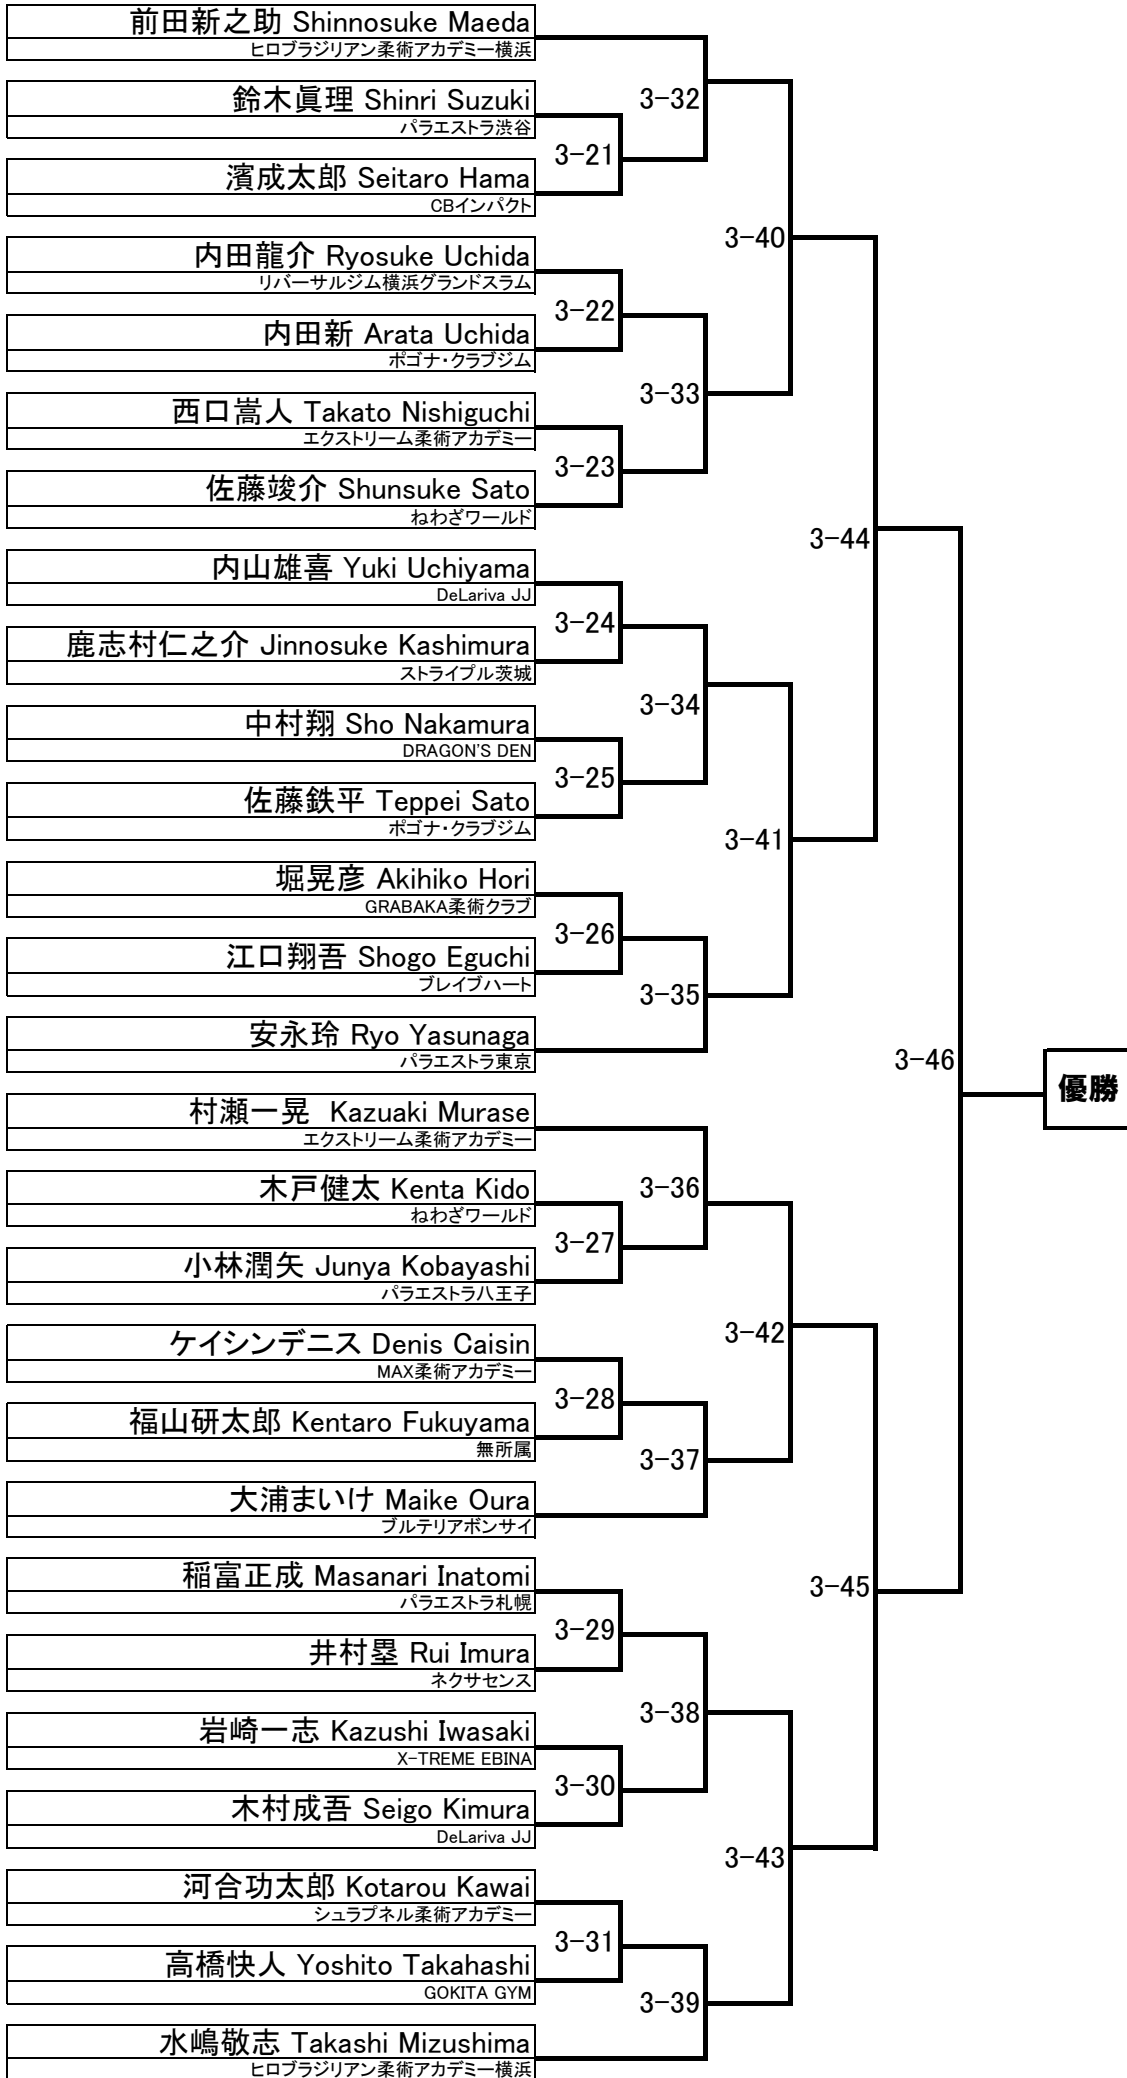 前田新之助 Shinnosuke Maeda
ヒロブラジリアン柔術アカデミー横浜
3-32
鈴木眞理 Shinri Suzuki
パラエストラ渋谷
3-21
濱成太郎 Seitaro Hama
CBインパクト
3-40
内田龍介 Ryosuke Uchida
リバーサルジム横浜グランドスラム
3-22
内田新 Arata Uchida
ポゴナ・クラブジム
3-33
西口嵩人 Takato Nishiguchi
エクストリーム柔術アカデミー
3-23
佐藤竣介 Shunsuke Sato
ねわざワールド
3-44
内山雄喜 Yuki Uchiyama
DeLariva JJ
3-24
鹿志村仁之介 Jinnosuke Kashimura
ストライプル茨城
3-34
中村翔 Sho Nakamura
DRAGON'S DEN
3-25
佐藤鉄平 Teppei Sato
ポゴナ・クラブジム
3-41
堀晃彦 Akihiko Hori
GRABAKA柔術クラブ
3-26
江口翔吾 Shogo Eguchi
ブレイブハート
3-35
安永玲 Ryo Yasunaga
パラエストラ東京
3-46
優勝
村瀬一晃 Kazuaki Murase
エクストリーム柔術アカデミー
3-36
木戸健太 Kenta Kido
ねわざワールド
3-27
小林潤矢 Junya Kobayashi
パラエストラ八王子
3-42
ケイシンデニス Denis Caisin
MAX柔術アカデミー
3-28
福山研太郎 Kentaro Fukuyama
無所属
3-37
大浦まいけ Maike Oura
ブルテリアボンサイ
3-45
稲富正成 Masanari Inatomi
パラエストラ札幌
3-29
井村塁 Rui Imura
ネクサセンス
3-38
岩崎一志 Kazushi Iwasaki
X-TREME EBINA
3-30
木村成吾 Seigo Kimura
DeLariva JJ
3-43
河合功太郎 Kotarou Kawai
シュラプネル柔術アカデミー
3-31
高橋快人 Yoshito Takahashi
GOKITA GYM
3-39
水嶋敬志 Takashi Mizushima
ヒロブラジリアン柔術アカデミー横浜